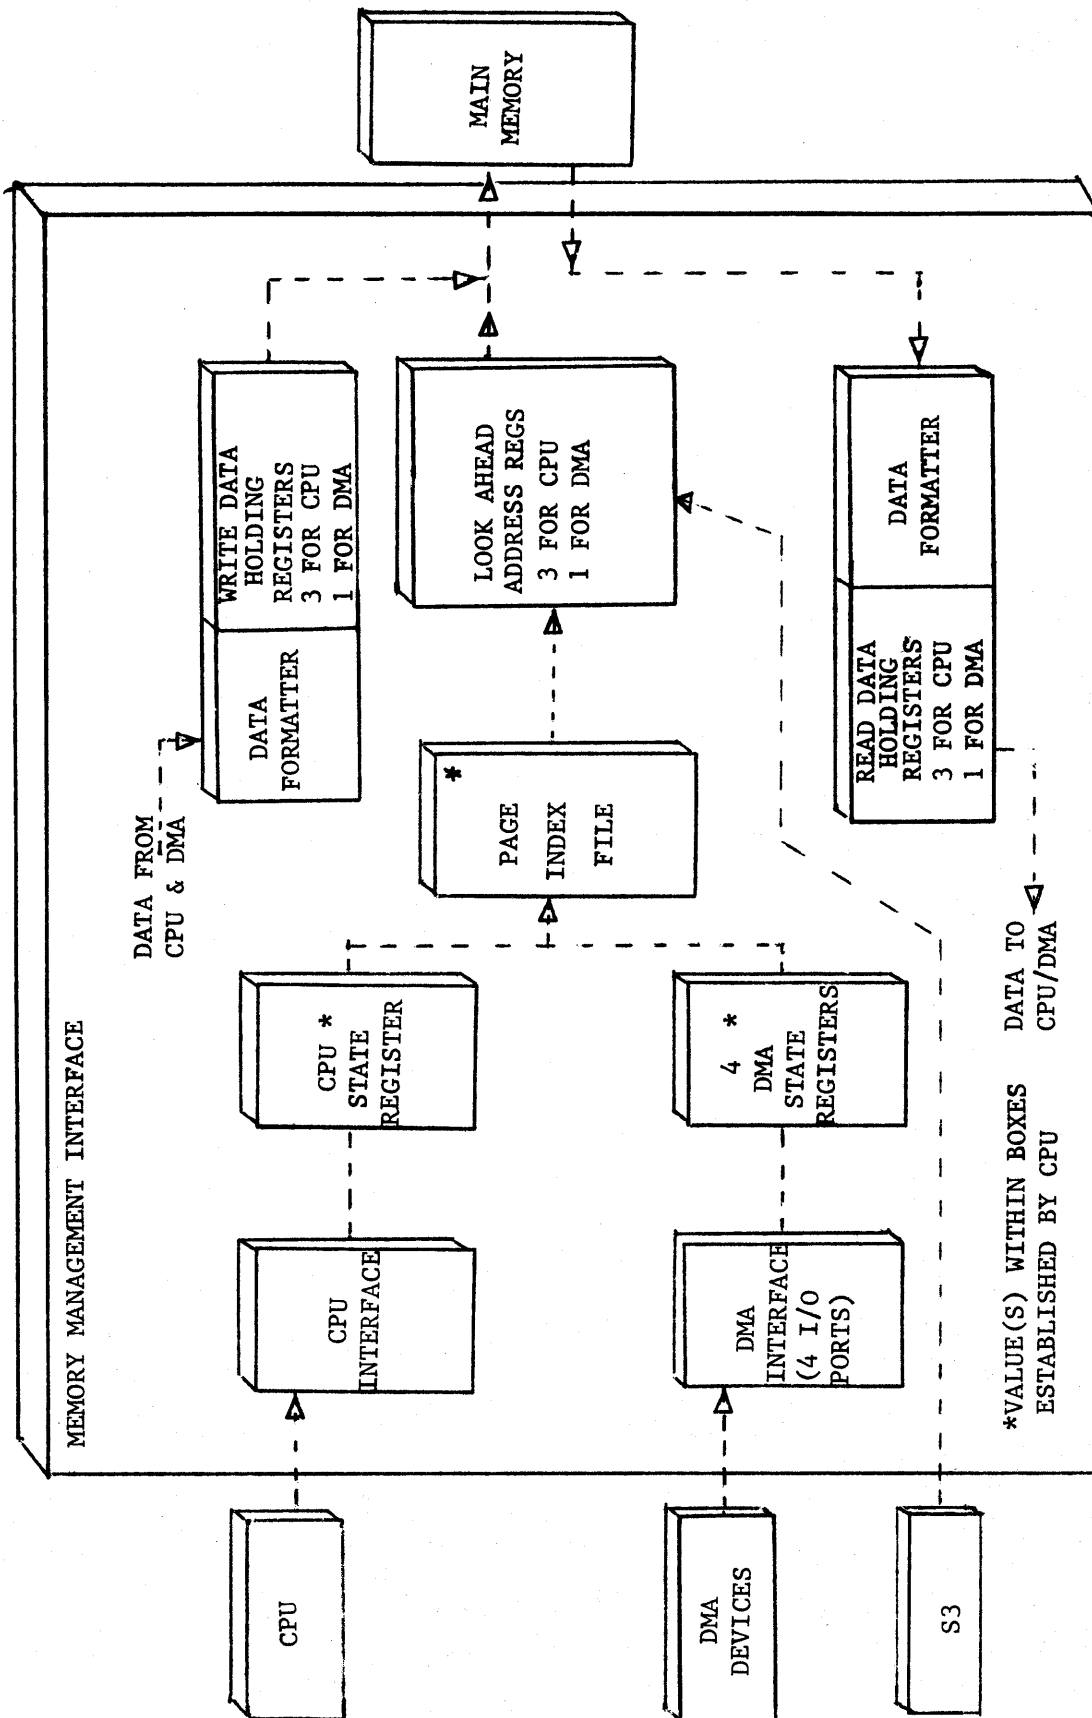 MEMORY MANAGEMENT INTERFACE
CPU
CPU
INTERFACE
CPU *
STATE
REGISTER
DATA FROM
CPU & DMA
DATA
FORMATTER
WRITE DATA
HOLDING
REGISTERS
3 FOR CPU
1 FOR DMA
PAGE
INDEX
FILE
*
LOOK AHEAD
ADDRESS REGS
3 FOR CPU
1 FOR DMA
MAIN
MEMORY
DMA
DEVICES
DMA
INTERFACE
(4 I/O
PORTS)
4 *
DMA
STATE
REGISTERS
READ DATA
HOLDING
REGISTERS
3 FOR CPU
1 FOR DMA
DATA
FORMATTER
S3
*VALUE(S) WITHIN BOXES
ESTABLISHED BY CPU
DATA TO
CPU/DMA